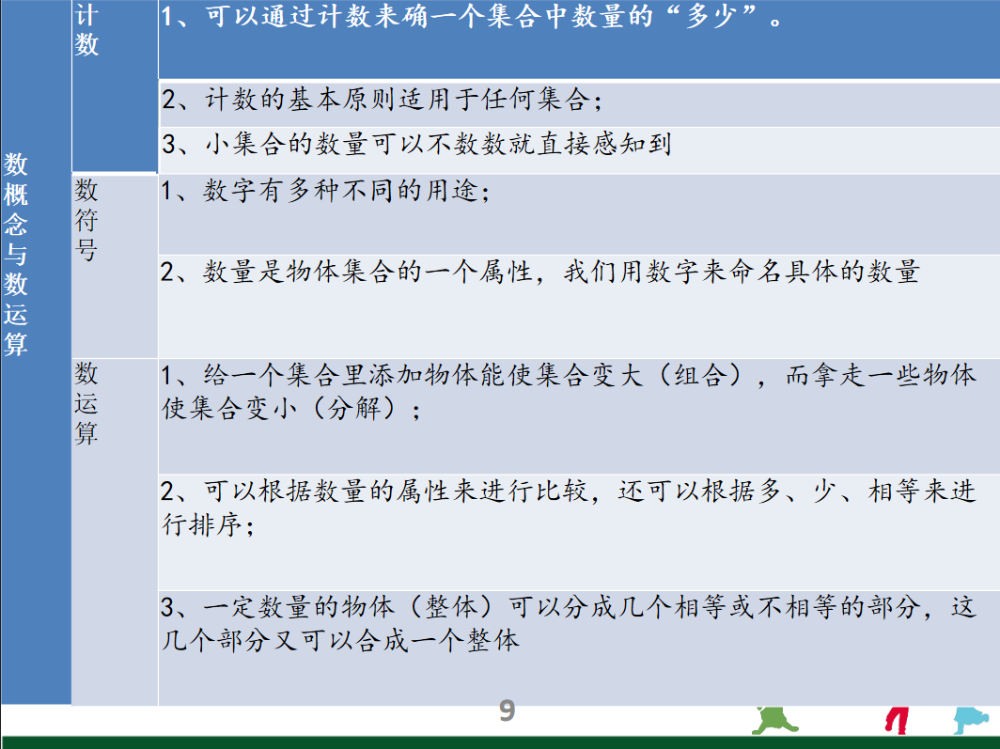 数概念与数运算
计数
1、可以通过计数来确一个集合中数量的“多少”。
2、计数的基本原则适用于任何集合；
3、小集合的数量可以不数数就直接感知到
数符号
1、数字有多种不同的用途；
2、数量是物体集合的一个属性，我们用数字来命名具体的数量
数运算
1、给一个集合里添加物体能使集合变大（组合），而拿走一些物体
使集合变小（分解）；
2、可以根据数量的属性来进行比较，还可以根据多、少、相等来进
行排序；
3、一定数量的物体（整体）可以分成几个相等或不相等的部分，这
几个部分又可以合成一个整体
9